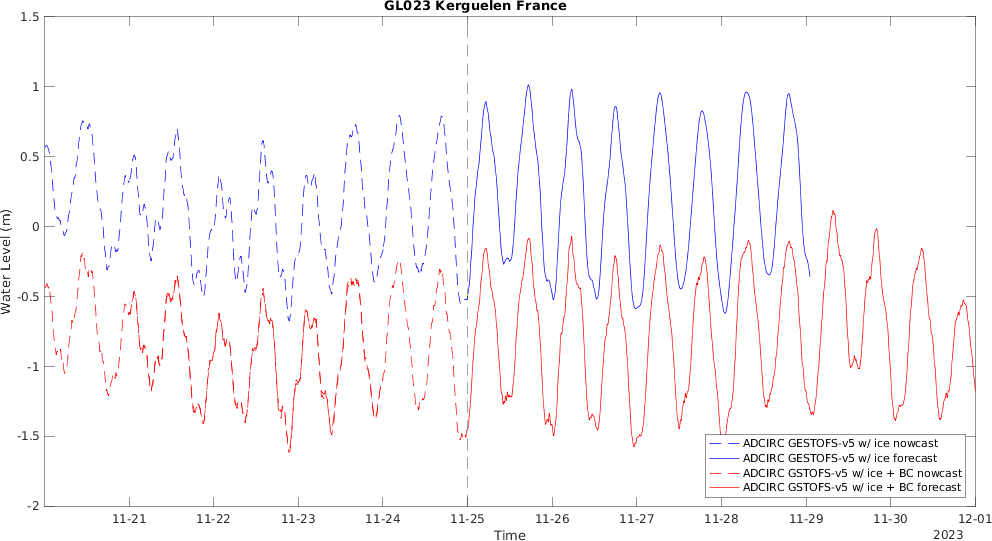 GL023 Kerguelen France
Water Level (m)
1.5
1
0.5
0
-0.5
-1
-1.5
-2
ADCIRC GESTOFS-v5 w/ ice nowcast
ADCIRC GESTOFS-v5 w/ ice forecast
ADCIRC GSTOFS-v5 w/ ice + BC nowcast
ADCIRC GSTOFS-v5 w/ ice + BC forecast
11-21 11-22 11-23 11-24 11-25 11-26 11-27 11-28 11-29 11-30 12-01
Time
2023